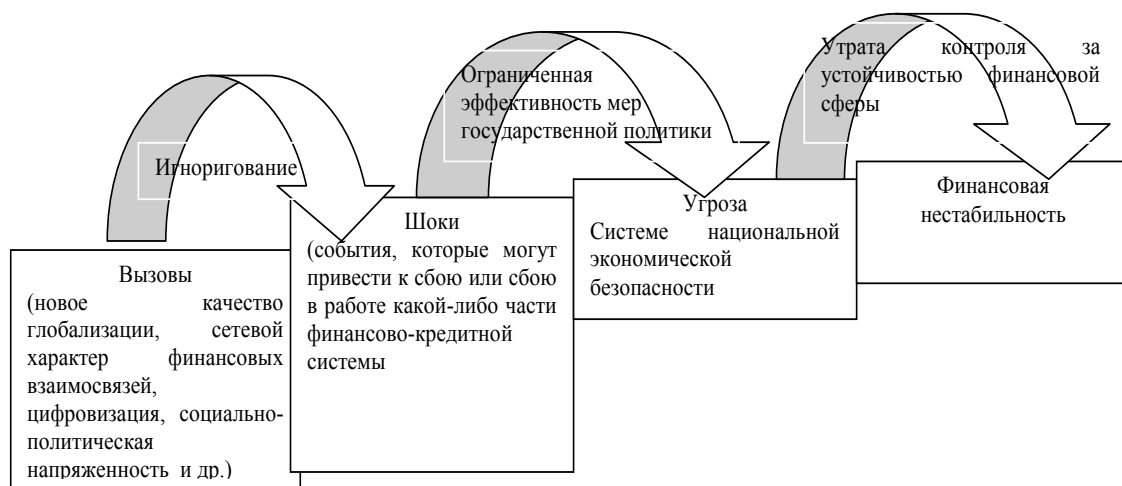 Игноригование
Вызовы
(новое качество
глобализации, сетевой
характер финансовых
взаимосвязей,
цифровизация, социально-
политическая
напряженность и др.)
Ограниченная
эффективность мер
государственной политики
Шоки
(события, которые могут
привести к сбою или сбою
в работе какой-либо части
финансово-кредитной
системы
Утрата контроля за
устойчивостью финансовой
сферы
Угроза
Системе национальной
экономической
безопасности
Финансовая
нестабильность